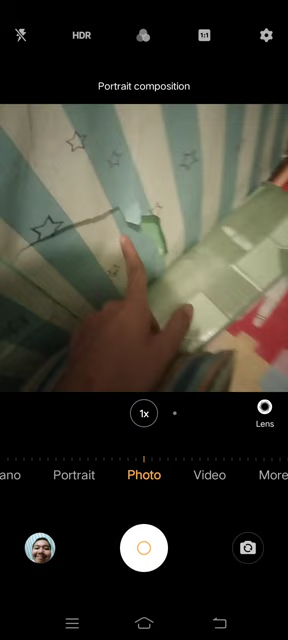 HDR
1:1
Portrait composition
1x
Lens
ano
Portrait
Photo
Video
More